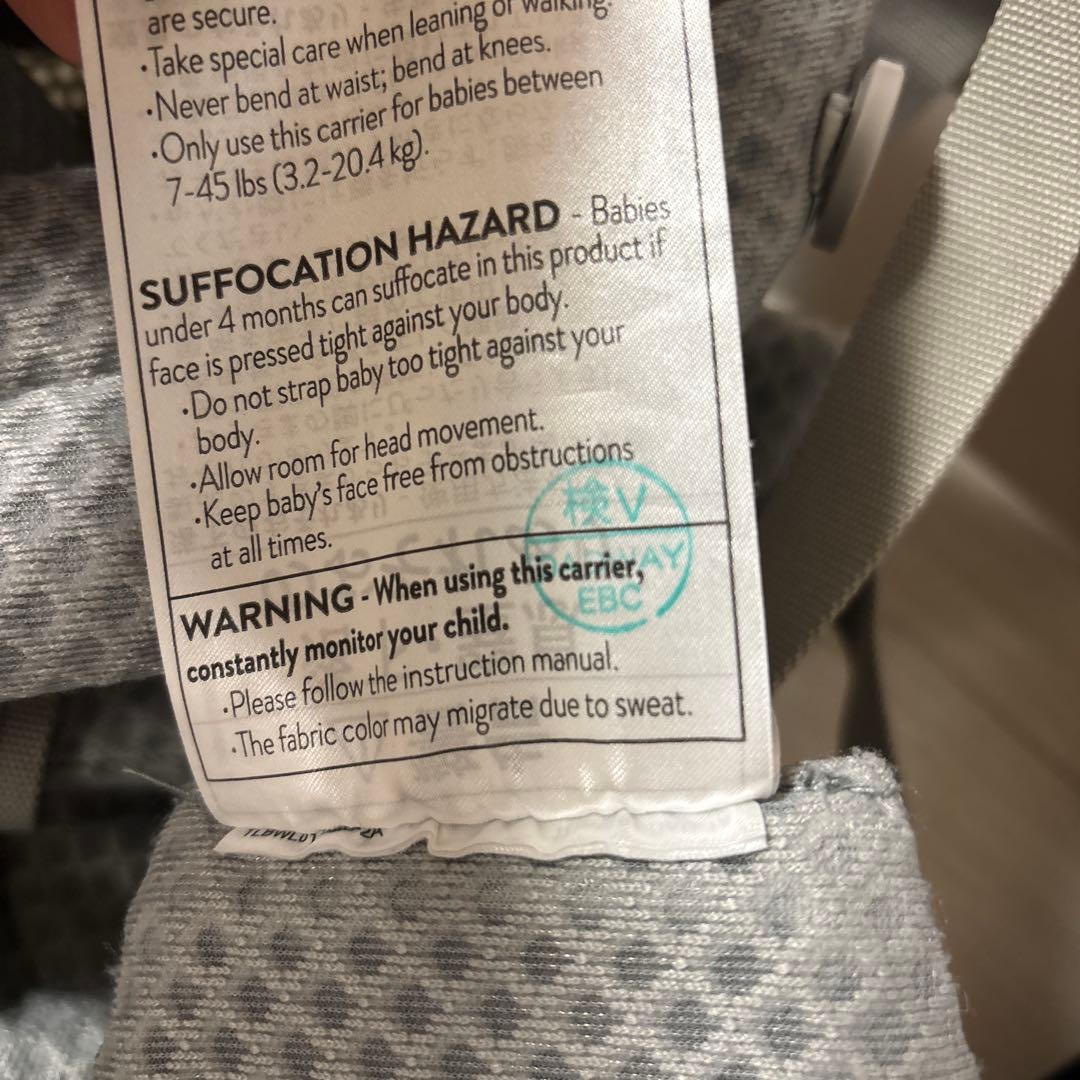 are secure.
·Take special care when leaning or walking.
·Never bend at waist; bend at knees.
·Only use this carrier for babies between
7-45 lbs (3.2-20.4 kg).
SUFFOCATION HAZARD - Babies
under 4 months can suffocate in this product if
face is pressed tight against your body.
·Do not strap baby too tight against your
body.
·Allow room for head movement.
·Keep baby's face free from obstructions
at all times.
検V
EBC
WARNING - When using this carrier,
constantly monitor your child.
·Please follow the instruction manual.
·The fabric color may migrate due to sweat.